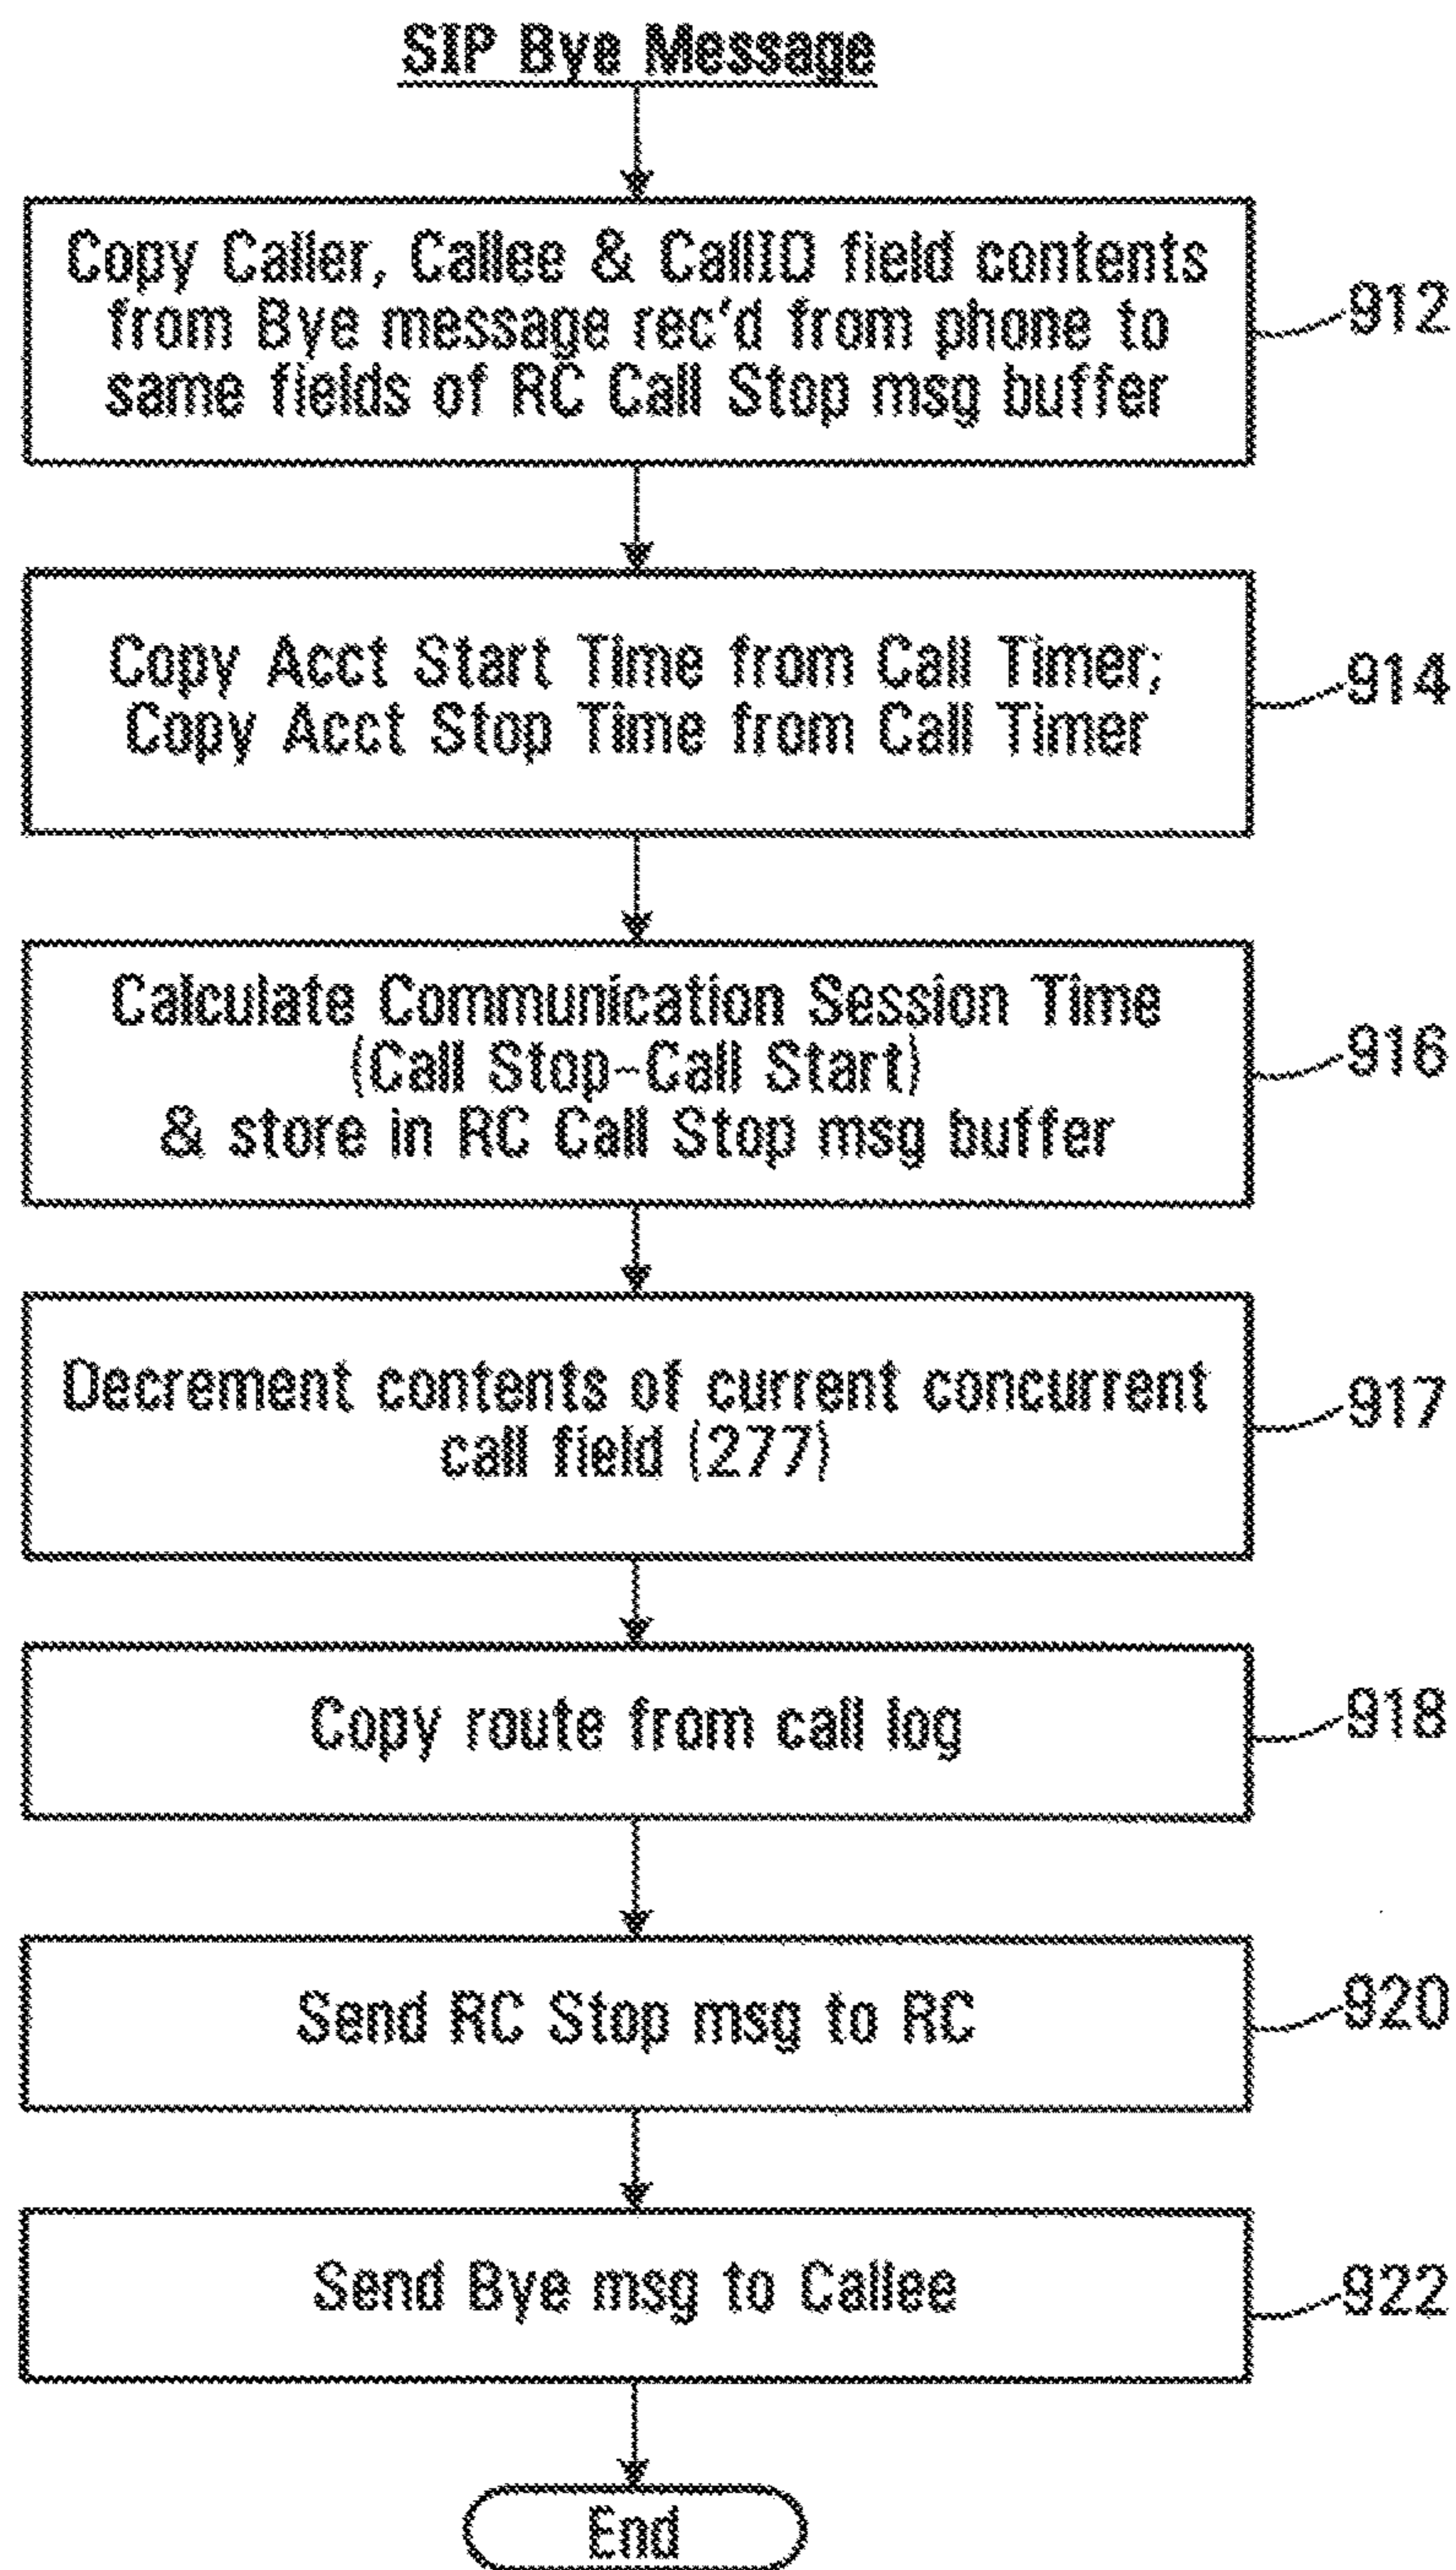 SIP Bye Message
Copy Caller, Callee & CallID field contents
from Bye message rec'd from phone to
same fields of RC Call Stop msg buffer
912
Copy Acct Start Time from Call Timer;
Copy Acct Stop Time from Call Timer
914
Calculate Communication Session Time
(Call Stop-Call Start)
& store in RC Call Stop msg buffer
916
Decrement contents of current concurrent
call field (277)
917
Copy route from call log
918
Send RC Stop msg to RC
920
Send Bye msg to Callee
922
End